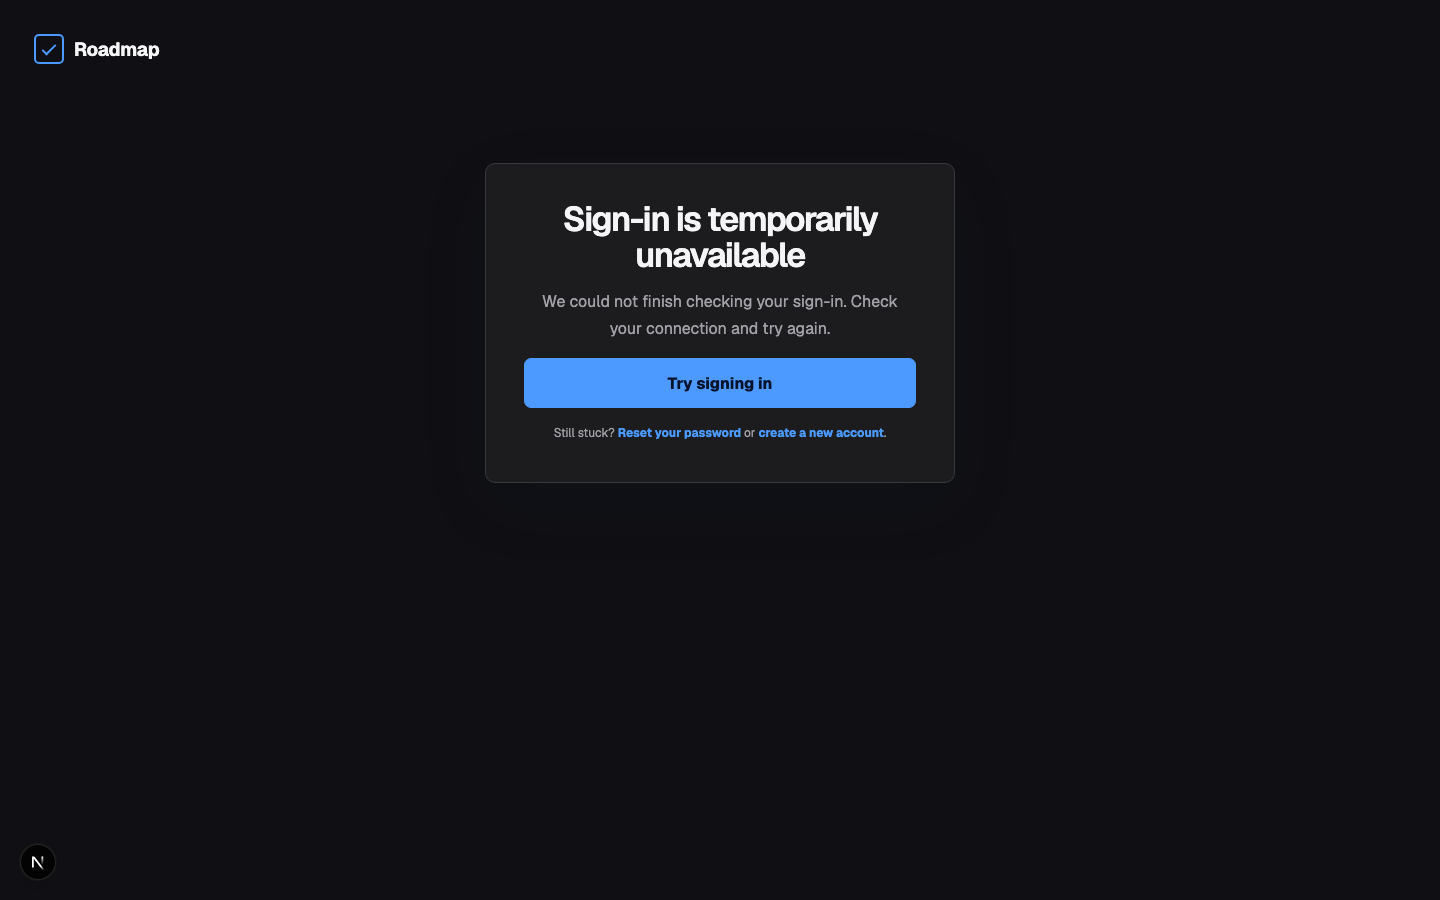 Roadmap
Sign-in is temporarily
unavailable
We could not finish checking your sign-in. Check
your connection and try again.
Try signing in
Still stuck? Reset your password or create a new account.
N